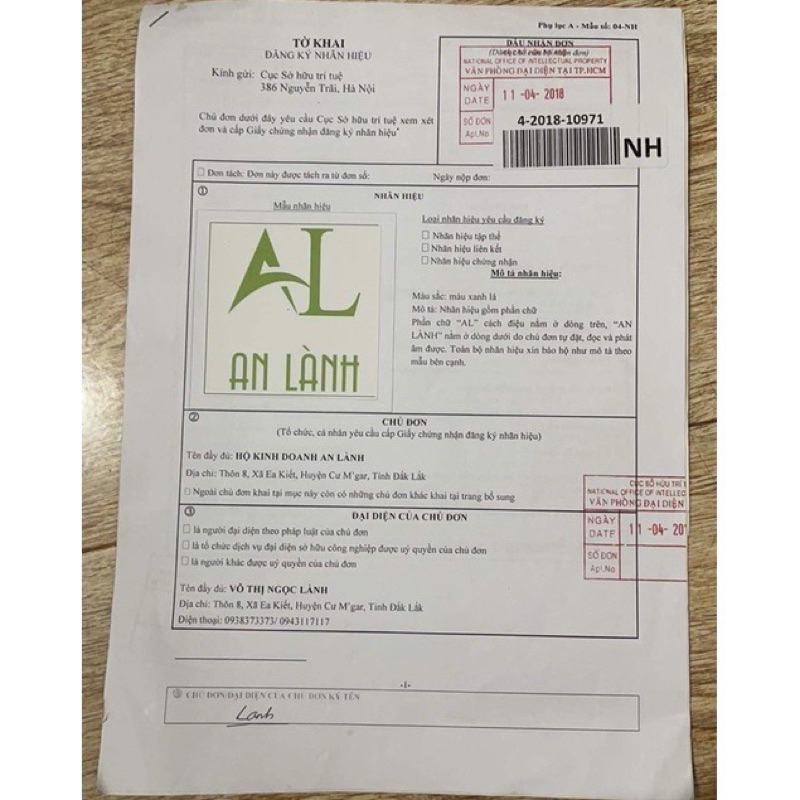 Phụ lục A - Mẫu số: 04-NH
TỜ KHAI
ĐĂNG KÝ NHÃN HIỆU
Kính gửi: Cục Sở hữu trí tuệ
386 Nguyễn Trãi, Hà Nội
Chủ đơn dưới đây yêu cầu Cục Sở hữu trí tuệ xem xét
đơn và cấp Giấy chứng nhận đăng ký nhãn hiệu*
DẤU NHẬN ĐƠN
NATIONAL OFFICE OF INTELLECTUAL PROPERTY
VĂN PHÒNG ĐẠI DIỆN TẠI TP.HCM
NGÀY
DATE
11 -04- 2018
SỐ ĐƠN
Apl.No
4-2018-10971
NH
Đơn tách: Đơn này được tách ra từ đơn số:
Ngày nộp đơn:
①
NHÃN HIỆU
Mẫu nhãn hiệu
AL
AN LÀNH
Loại nhãn hiệu yêu cầu đăng ký
Nhãn hiệu tập thể
Nhãn hiệu liên kết
Nhãn hiệu chứng nhận
Mô tả nhãn hiệu:
Màu sắc: màu xanh lá
Mô tả: Nhãn hiệu gồm phần chữ
Phần chữ “AL” cách điệu nằm ở dòng trên, “AN
LÀNH” nằm ở dòng dưới do chủ đơn tự đặt, đọc và phát
âm được. Toàn bộ nhãn hiệu xin bảo hộ như mô tả theo
mẫu bên cạnh.
②
CHỦ ĐƠN
(Tổ chức, cá nhân yêu cầu cấp Giấy chứng nhận đăng ký nhãn hiệu)
Tên đầy đủ: HỘ KINH DOANH AN LÀNH
Địa chỉ: Thôn 8, Xã Ea Kiết, Huyện Cư M'gar, Tỉnh Đắk Lắk
Ngoài chủ đơn khai tại mục này còn có những chủ đơn khác khai tại trang bổ sung
CỤC SỞ HỮU TRÍ
NATIONAL OFFICE OF INTELLEC
VĂN PHÒNG ĐẠI DIỆN
NGÀY
DATE
11 -04- 201
SỐ ĐƠN
Apl.No
③
ĐẠI DIỆN CỦA CHỦ ĐƠN
là người đại diện theo pháp luật của chủ đơn
là tổ chức dịch vụ đại diện sở hữu công nghiệp được uỷ quyền của chủ đơn
là người khác được uỷ quyền của chủ đơn
Tên đầy đủ: VÕ THỊ NGỌC LÀNH
Địa chỉ: Thôn 8, Xã Ea Kiết, Huyện Cư M'gar, Tỉnh Đắk Lắk
Điện thoại: 0938373373/ 0943117117
-1-
CHỦ ĐƠN/ĐẠI DIỆN CỦA CHỦ ĐƠN KÝ TÊN
Lanh